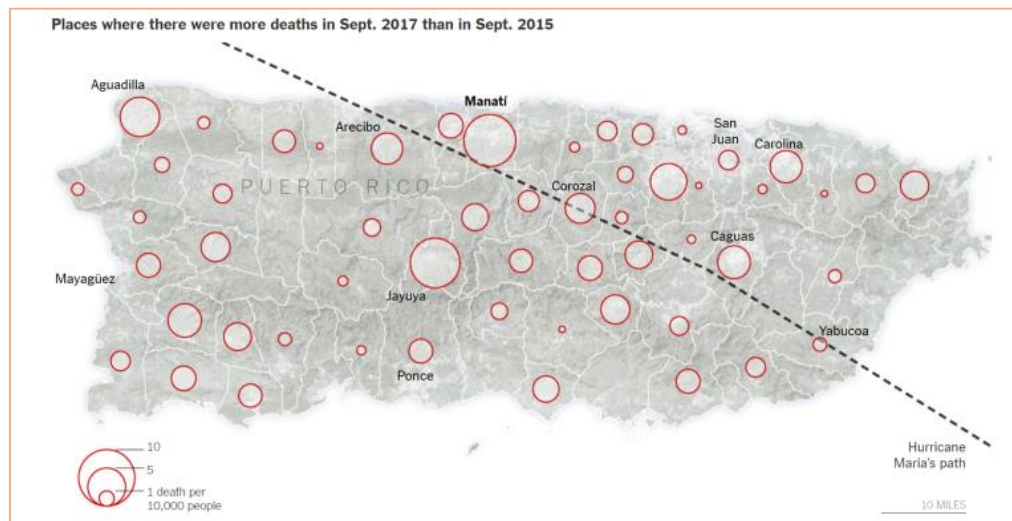 Places where there were more deaths in Sept. 2017 than in Sept. 2015
Aguadilla
Manatí
Arecibo
San
Juan
Carolina
PUERTO RICO
Corozal
Caguas
Mayagüez
Jayuya
Yabucoa
Ponce
Hurricane
Maria's path
10
5
1 death per
10,000 people
10 MILES